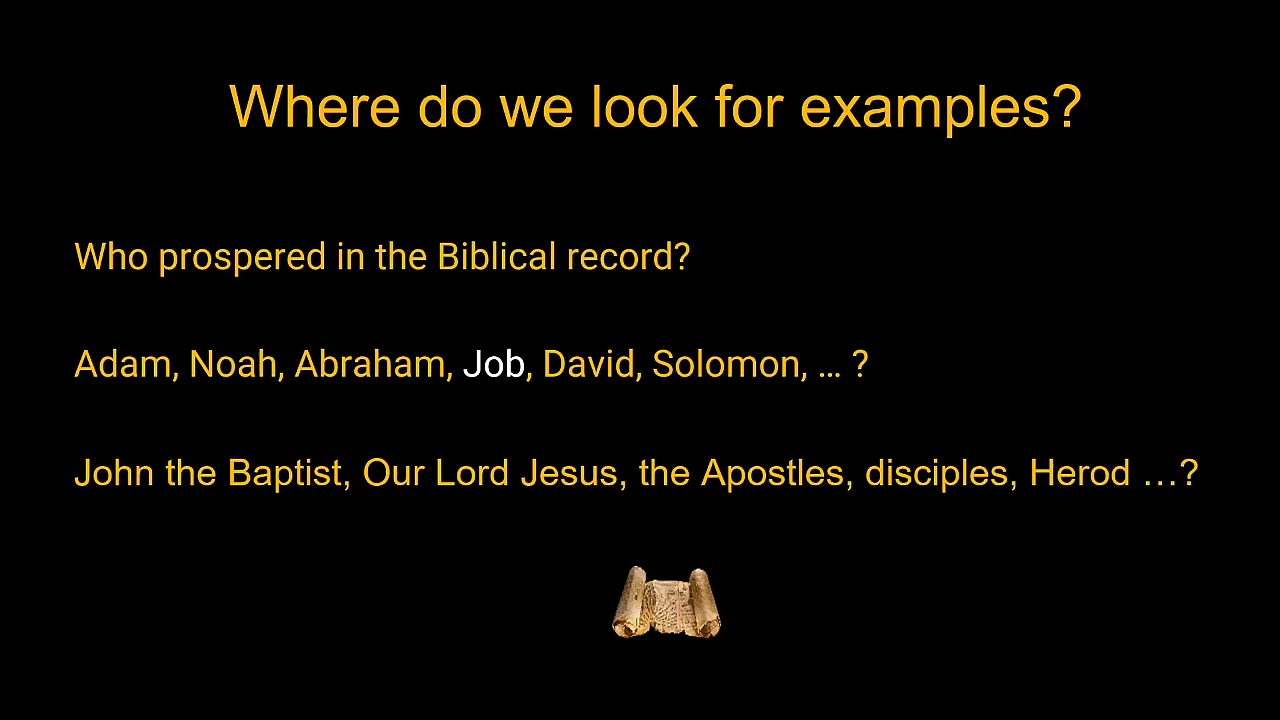 Where do we look for examples?
Who prospered in the Biblical record?
Adam, Noah, Abraham, Job, David, Solomon, ... ?
John the Baptist, Our Lord Jesus, the Apostles, disciples, Herod …?